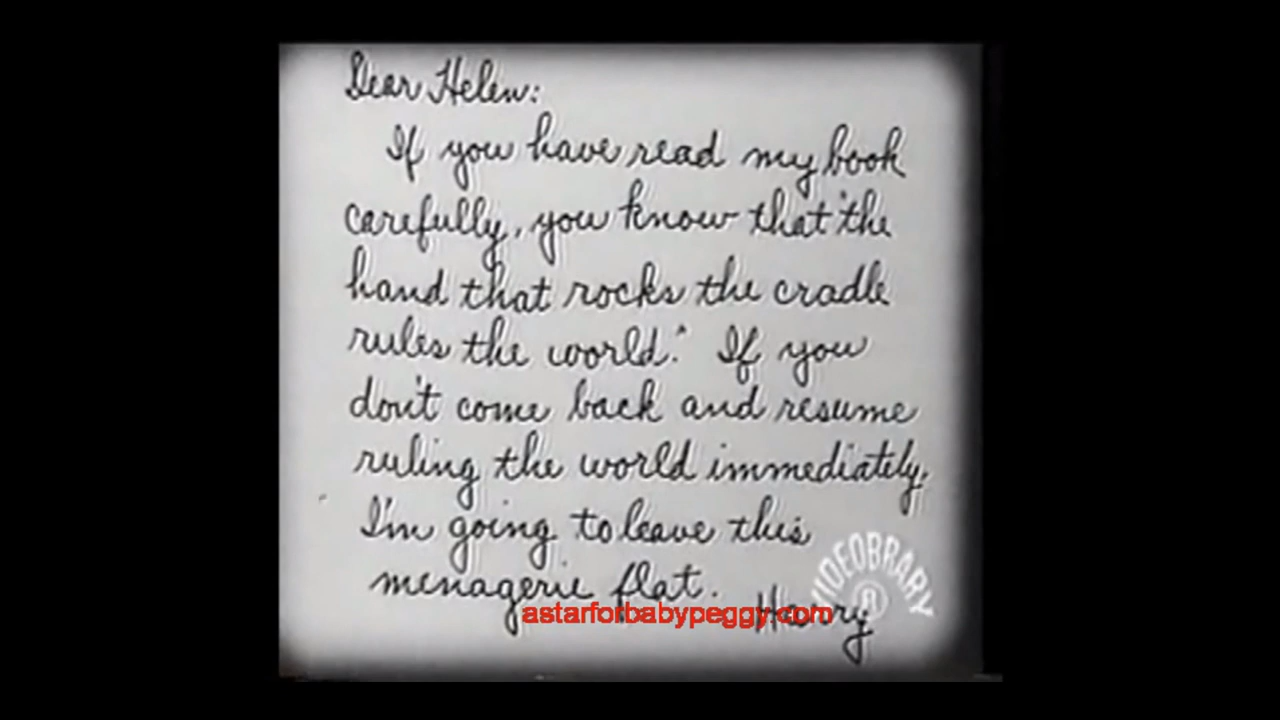 Dear Helen:
If you have read my book
carefully, you know that "the
hand that rocks the cradle
rules the world." If you
don't come back and resume
ruling the world immediately,
I'm going to leave this
menagerie flat.
Harry
astarforbabypeggy.com
VIDEOBRARY